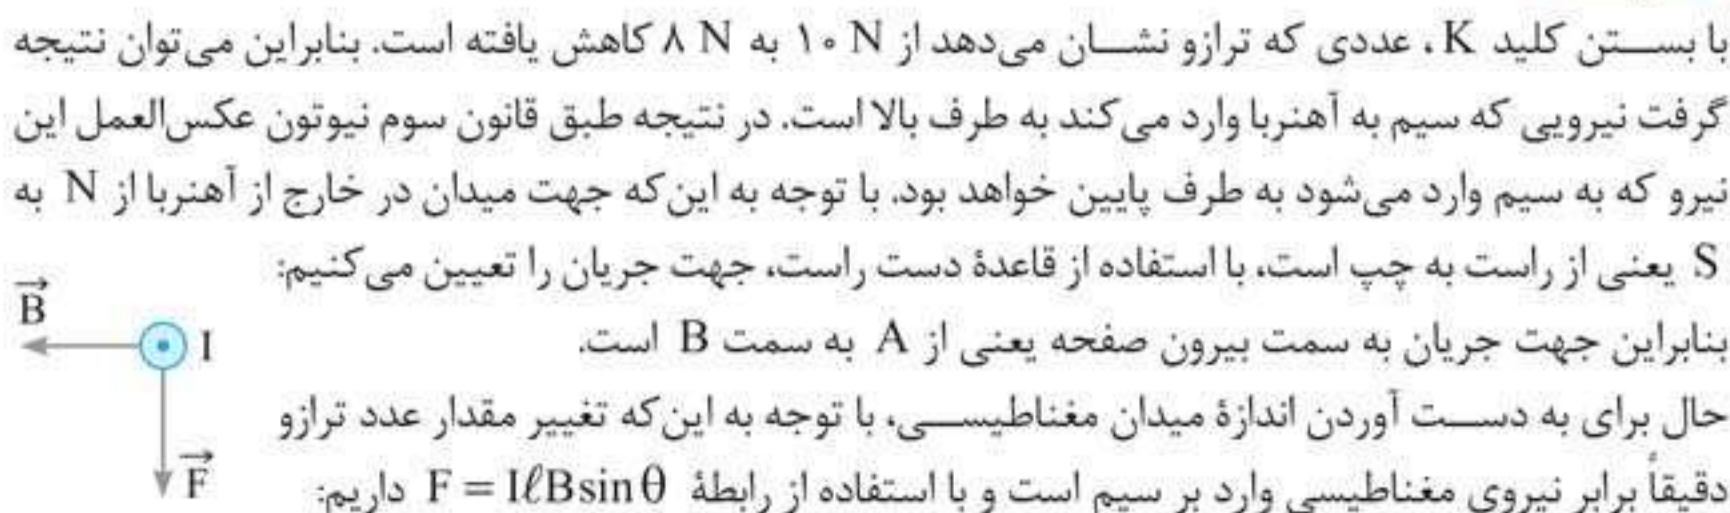 با بستن کلید K، عددی که ترازو نشان می‌دهد از ۱۰ N به ۸ N کاهش یافته است. بنابراین می‌توان نتیجه
گرفت نیرویی که سیم به آهنربا وارد می‌کند به طرف بالا است. در نتیجه طبق قانون سوم نیوتون عکس‌العمل این
نیرو که به سیم وارد می‌شود به طرف پایین خواهد بود. با توجه به این‌که جهت میدان در خارج از آهنربا از N به
S یعنی از راست به چپ است، با استفاده از قاعدهٔ دست راست، جهت جریان را تعیین می‌کنیم:
بنابراین جهت جریان به سمت بیرون صفحه یعنی از A به سمت B است.
حال برای به دست آوردن اندازهٔ میدان مغناطیسی، با توجه به این‌که تغییر مقدار عدد ترازو
دقیقاً برابر نیروی مغناطیسی وارد بر سیم است و با استفاده از رابطهٔ F = IℓB sin θ داریم:
B⃗
I
F⃗